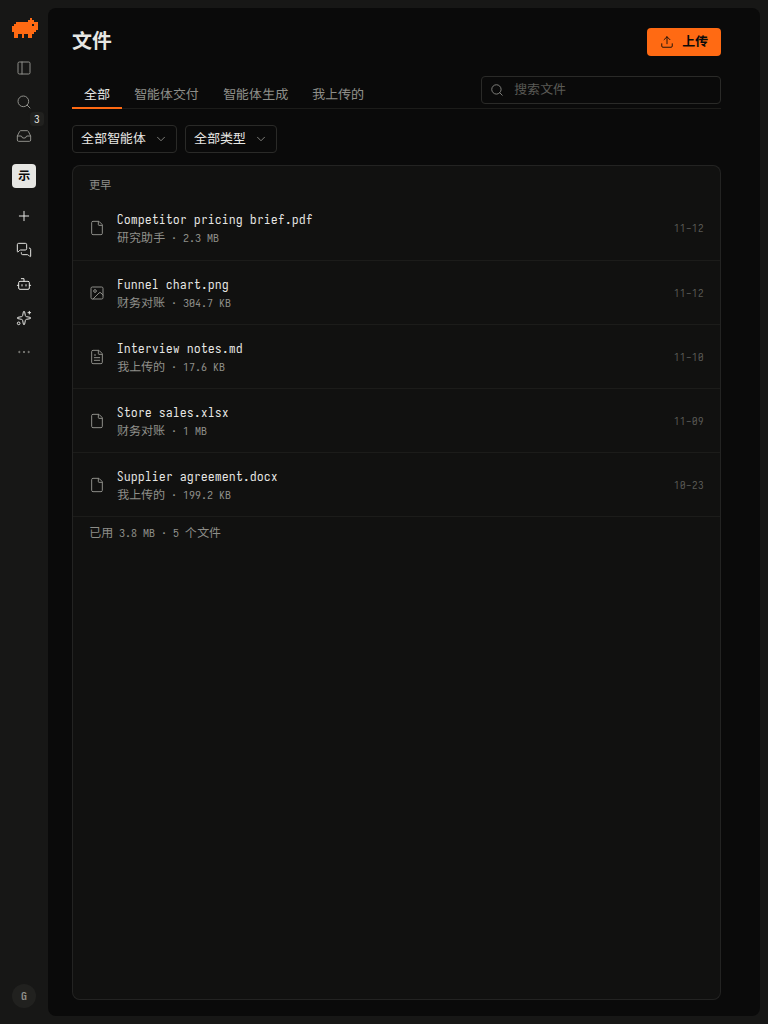 文件
上传
全部 智能体交付 智能体生成 我上传的
搜索文件
3
示
全部智能体
全部类型
更早
Competitor pricing brief.pdf
研究助手 · 2.3 MB
11-12
Funnel chart.png
财务对账 · 304.7 KB
11-12
Interview notes.md
我上传的 · 17.6 KB
11-10
Store sales.xlsx
财务对账 · 1 MB
11-09
Supplier agreement.docx
我上传的 · 199.2 KB
10-23
已用 3.8 MB · 5 个文件
G